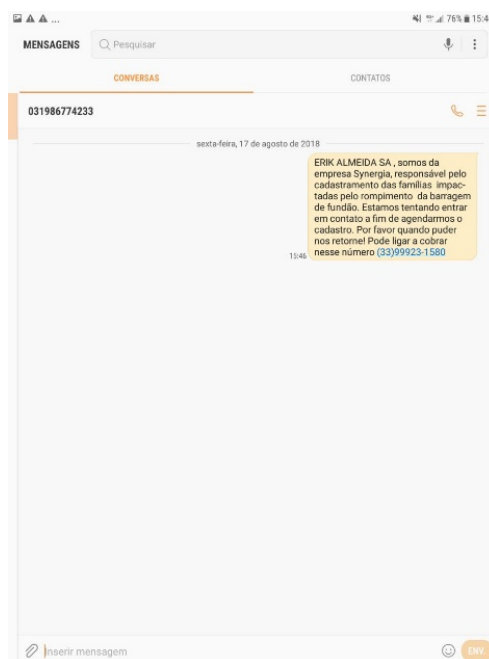 76% 15:4
MENSAGENS Pesquisar
CONVERSAS CONTATOS
031986774233
sexta-feira, 17 de agosto de 2018
ERIK ALMEIDA SA , somos da
empresa Synergia, responsável pelo
cadastramento das famílias impac-
tadas pelo rompimento da barragem
de fundão. Estamos tentando entrar
em contato a fim de agendarmos o
cadastro. Por favor quando puder
nos retorne! Pode ligar a cobrar
nesse número (33)99923-1580
15:46
Inserir mensagem ENV